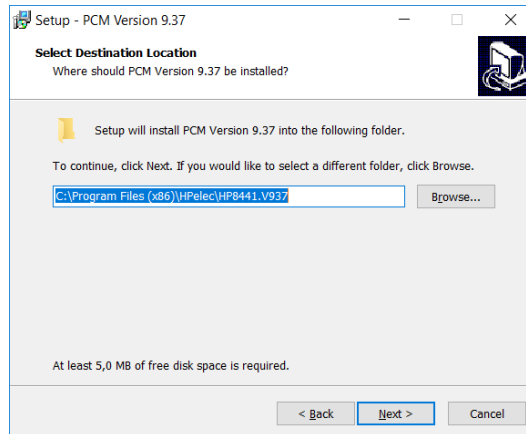 Setup - PCM Version 9.37
Select Destination Location
Where should PCM Version 9.37 be installed?
Setup will install PCM Version 9.37 into the following folder.
To continue, click Next. If you would like to select a different folder, click Browse.
C:\Program Files (x86)\HPelec\HP8441.V937
Browse...
At least 5,0 MB of free disk space is required.
< Back
Next >
Cancel